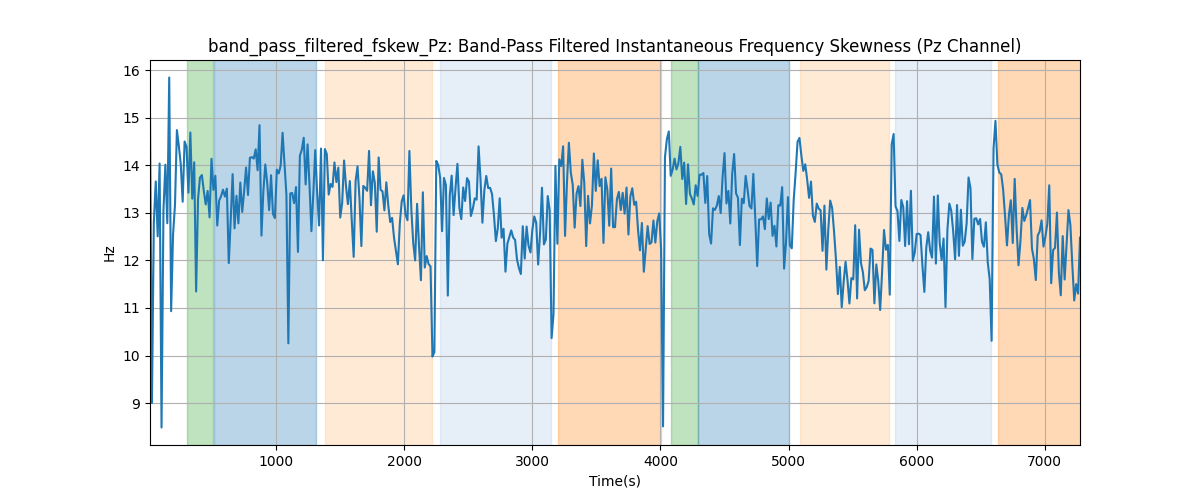 band_pass_filtered_fskew_Pz: Band-Pass Filtered Instantaneous Frequency Skewness (Pz Channel)
16
15
14
13
12
11
10
9
Hz
1000 2000 3000 4000 5000 6000 7000
Time(s)